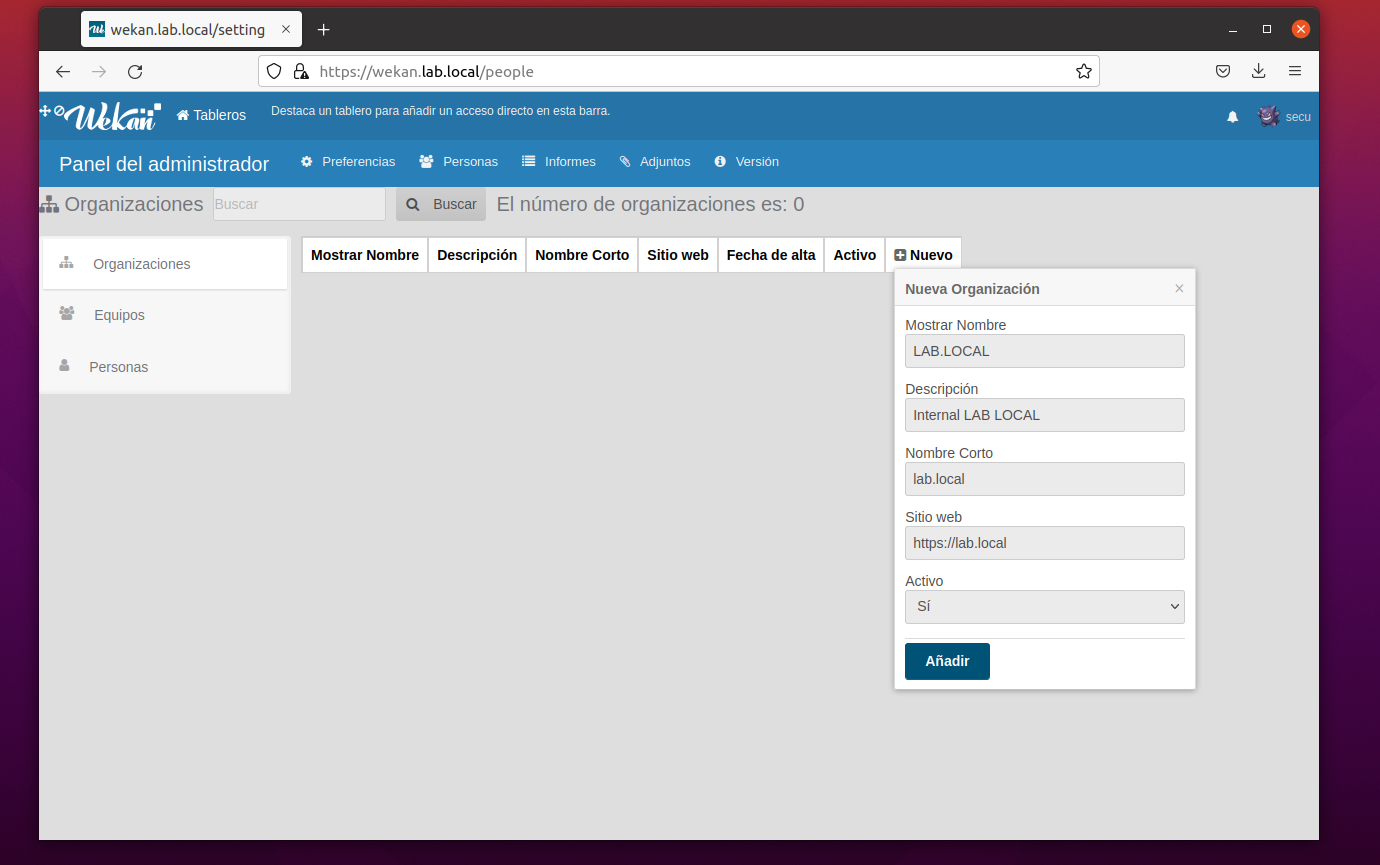 wekan.lab.local/setting
https://wekan.lab.local/people
Wekan Tableros Destaca un tablero para añadir un acceso directo en esta barra. secu
Panel del administrador Preferencias Personas Informes Adjuntos Versión
Organizaciones Buscar Buscar El número de organizaciones es: 0
Organizaciones
Equipos
Personas
Mostrar Nombre Descripción Nombre Corto Sitio web Fecha de alta Activo Nuevo
Nueva Organización
Mostrar Nombre
LAB.LOCAL
Descripción
Internal LAB LOCAL
Nombre Corto
lab.local
Sitio web
https://lab.local
Activo
Sí
Añadir